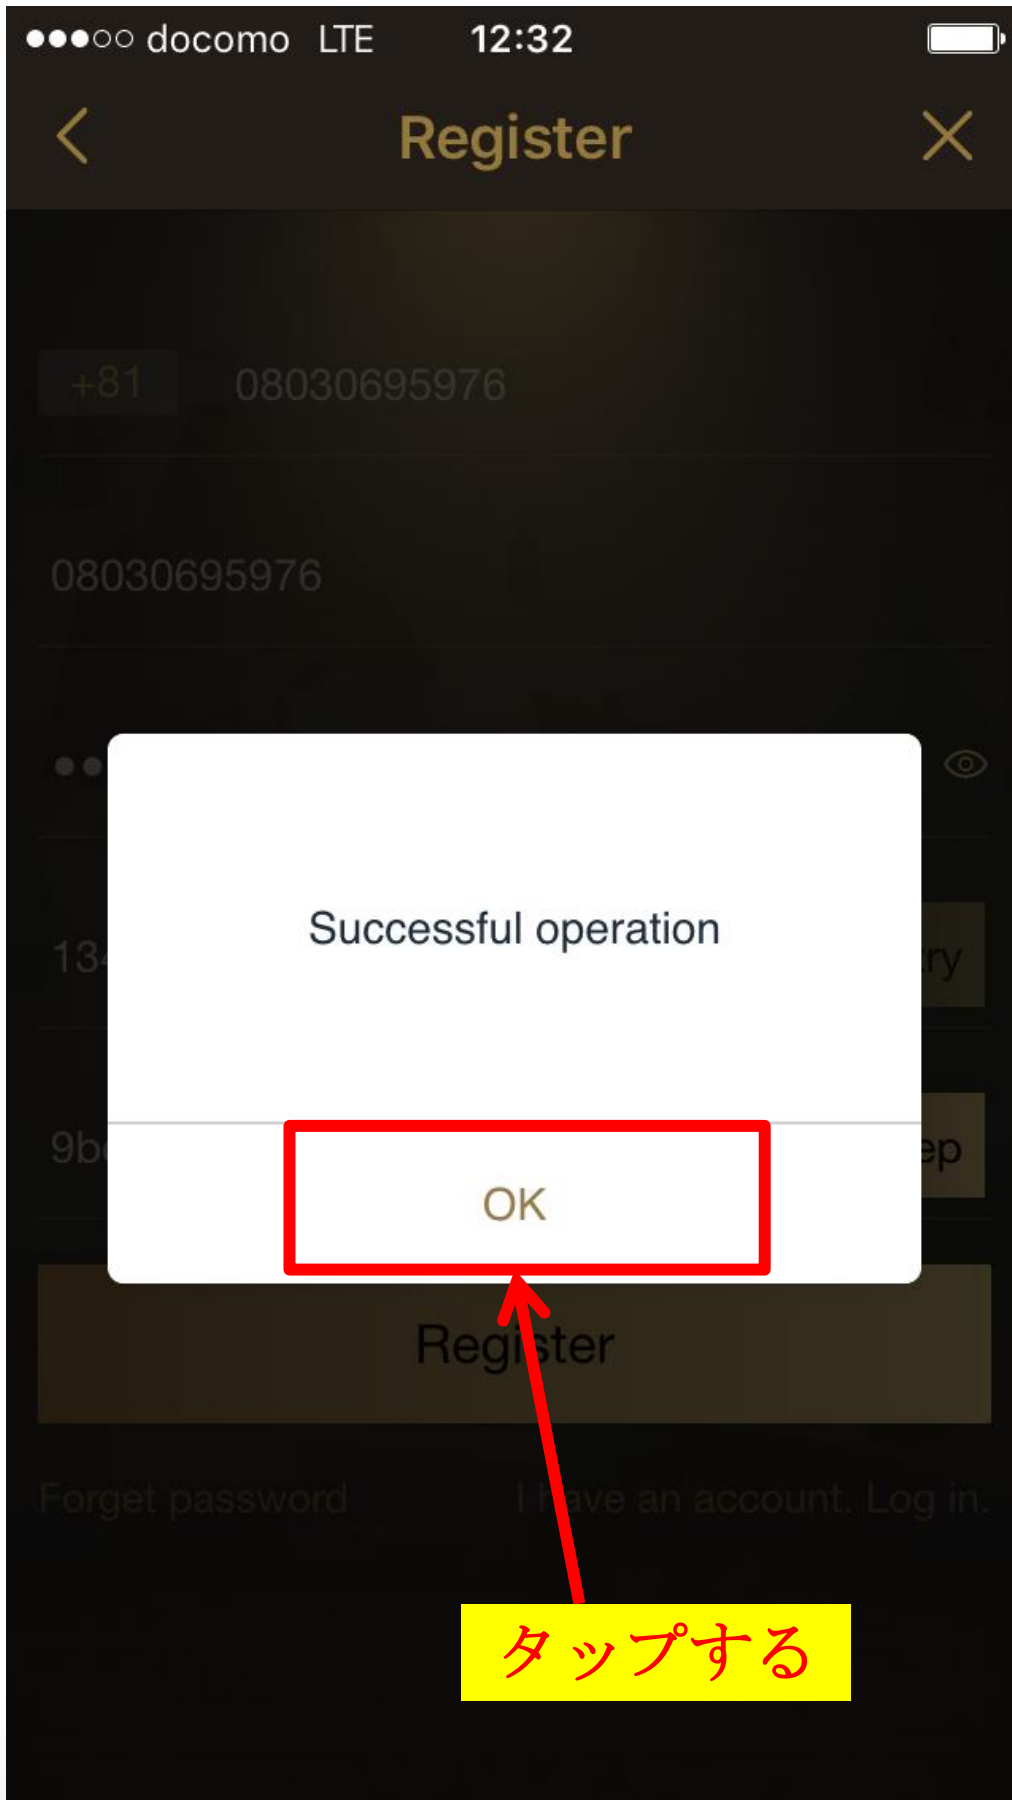 docomo LTE 12:32
Register
+81 08030695976
08030695976
Successful operation
OK
Register
Forget password I have an account. Log in.
タップする